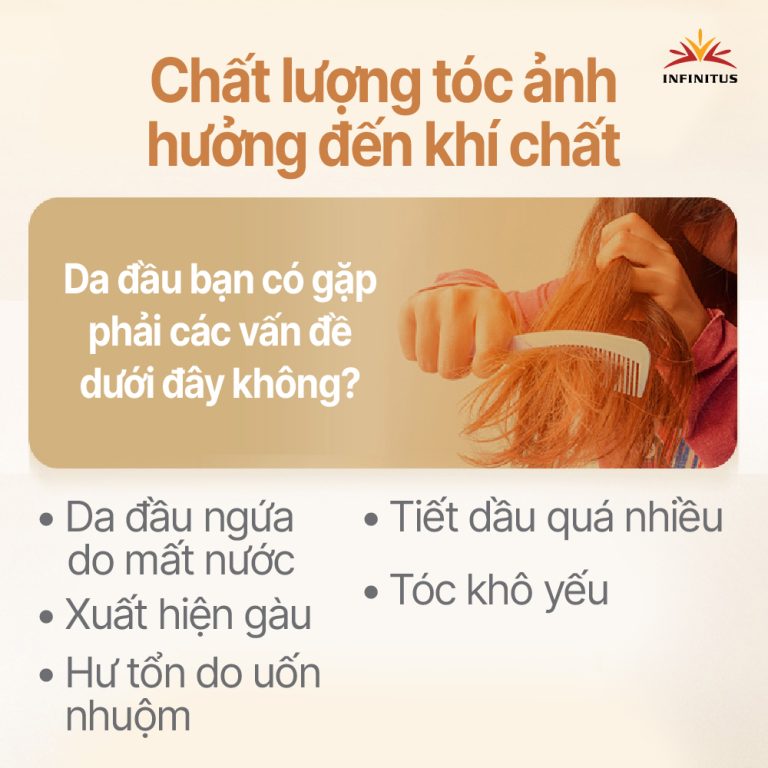 INFINITUS
Chất lượng tóc ảnh
hưởng đến khí chất
Da đầu bạn có gặp
phải các vấn đề
dưới đây không?
• Da đầu ngứa
do mất nước
• Xuất hiện gàu
• Hư tổn do uốn
nhuộm
• Tiết dầu quá nhiều
• Tóc khô yếu